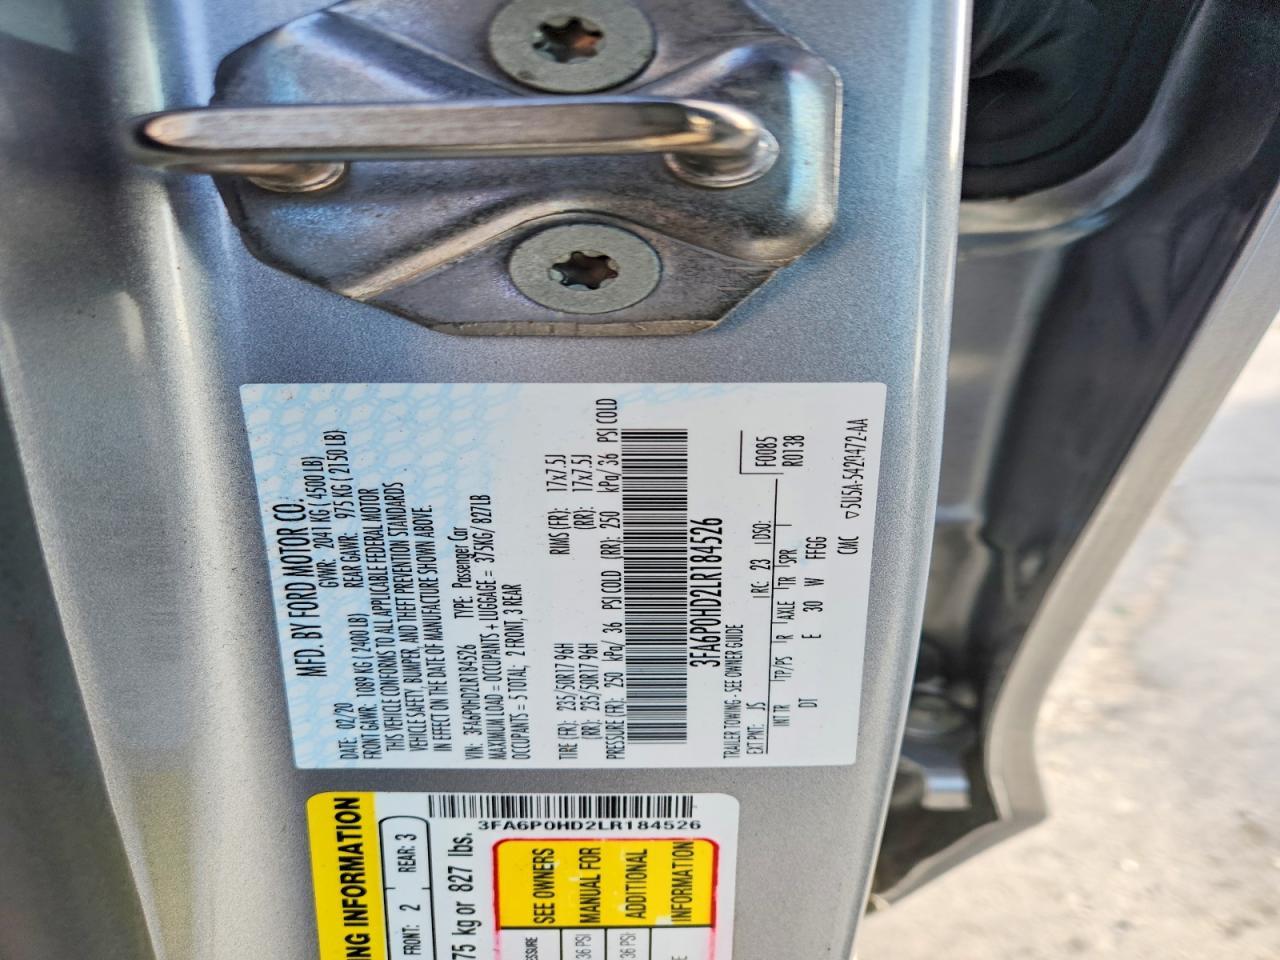 MFD. BY FORD MOTOR CO.
DATE: 02/20 GVWR: 2041 KG ( 4500 LB)
FRONT GAWR: 1089 KG ( 2400 LB) REAR GAWR: 975 KG ( 2150 LB)
THIS VEHICLE CONFORMS TO ALL APPLICABLE FEDERAL MOTOR
VEHICLE SAFETY, BUMPER, AND THEFT PREVENTION STANDARDS
IN EFFECT ON THE DATE OF MANUFACTURE SHOWN ABOVE.
VIN: 3FA6P0HD2LR184526 TYPE: Passenger Car
MAXIMUM LOAD = OCCUPANTS + LUGGAGE = 375KG/ 827LB
OCCUPANTS = 5 TOTAL; 2 FRONT, 3 REAR
TIRE (FR): 235/50R17 96H RIMS (FR): 17x7.5J
(RR): 235/50R17 96H (RR): 17x7.5J
PRESSURE (FR): 250 kPa/ 36 PSI COLD (RR): 250 kPa/ 36 PSI COLD
3FA6P0HD2LR184526
TRAILER TOWING - SEE OWNER GUIDE
F0085
R0138
EXT PNT: JS RC: 23 DSO:
INT TR TP/PS R AXLE TR SPR
DT E 30 W FFGG
CMC ▽5U5A-5420472-AA
3FA6P0HD2LR184526
ING INFORMATION
FRONT: 2 REAR: 3
75 kg or 827 lbs.
SEE OWNERS
MANUAL FOR
ADDITIONAL
INFORMATION
ESSURE
36 PSI
36 PSI
E